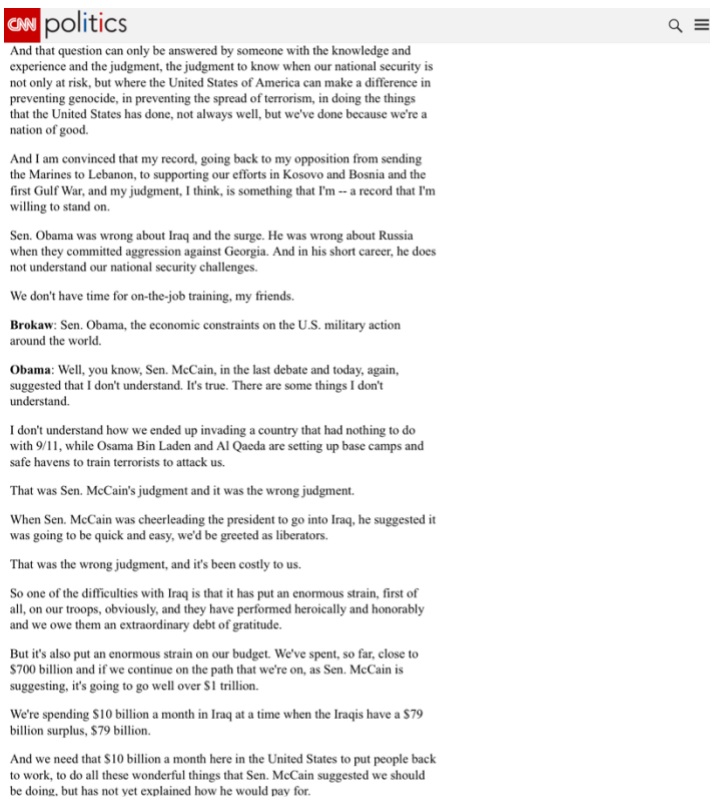 CNN politics
And that question can only be answered by someone with the knowledge and
experience and the judgment, the judgment to know when our national security is
not only at risk, but where the United States of America can make a difference in
preventing genocide, in preventing the spread of terrorism, in doing the things
that the United States has done, not always well, but we've done because we're a
nation of good.
And I am convinced that my record, going back to my opposition from sending
the Marines to Lebanon, to supporting our efforts in Kosovo and Bosnia and the
first Gulf War, and my judgment, I think, is something that I'm -- a record that I'm
willing to stand on.
Sen. Obama was wrong about Iraq and the surge. He was wrong about Russia
when they committed aggression against Georgia. And in his short career, he does
not understand our national security challenges.
We don't have time for on-the-job training, my friends.
Brokaw: Sen. Obama, the economic constraints on the U.S. military action
around the world.
Obama: Well, you know, Sen. McCain, in the last debate and today, again,
suggested that I don't understand. It's true. There are some things I don't
understand.
I don't understand how we ended up invading a country that had nothing to do
with 9/11, while Osama Bin Laden and Al Qaeda are setting up base camps and
safe havens to train terrorists to attack us.
That was Sen. McCain's judgment and it was the wrong judgment.
When Sen. McCain was cheerleading the president to go into Iraq, he suggested it
was going to be quick and easy, we'd be greeted as liberators.
That was the wrong judgment, and it's been costly to us.
So one of the difficulties with Iraq is that it has put an enormous strain, first of
all, on our troops, obviously, and they have performed heroically and honorably
and we owe them an extraordinary debt of gratitude.
But it's also put an enormous strain on our budget. We've spent, so far, close to
$700 billion and if we continue on the path that we're on, as Sen. McCain is
suggesting, it's going to go well over $1 trillion.
We're spending $10 billion a month in Iraq at a time when the Iraqis have a $79
billion surplus, $79 billion.
And we need that $10 billion a month here in the United States to put people back
to work, to do all these wonderful things that Sen. McCain suggested we should
be doing, but has not yet explained how he would pay for.